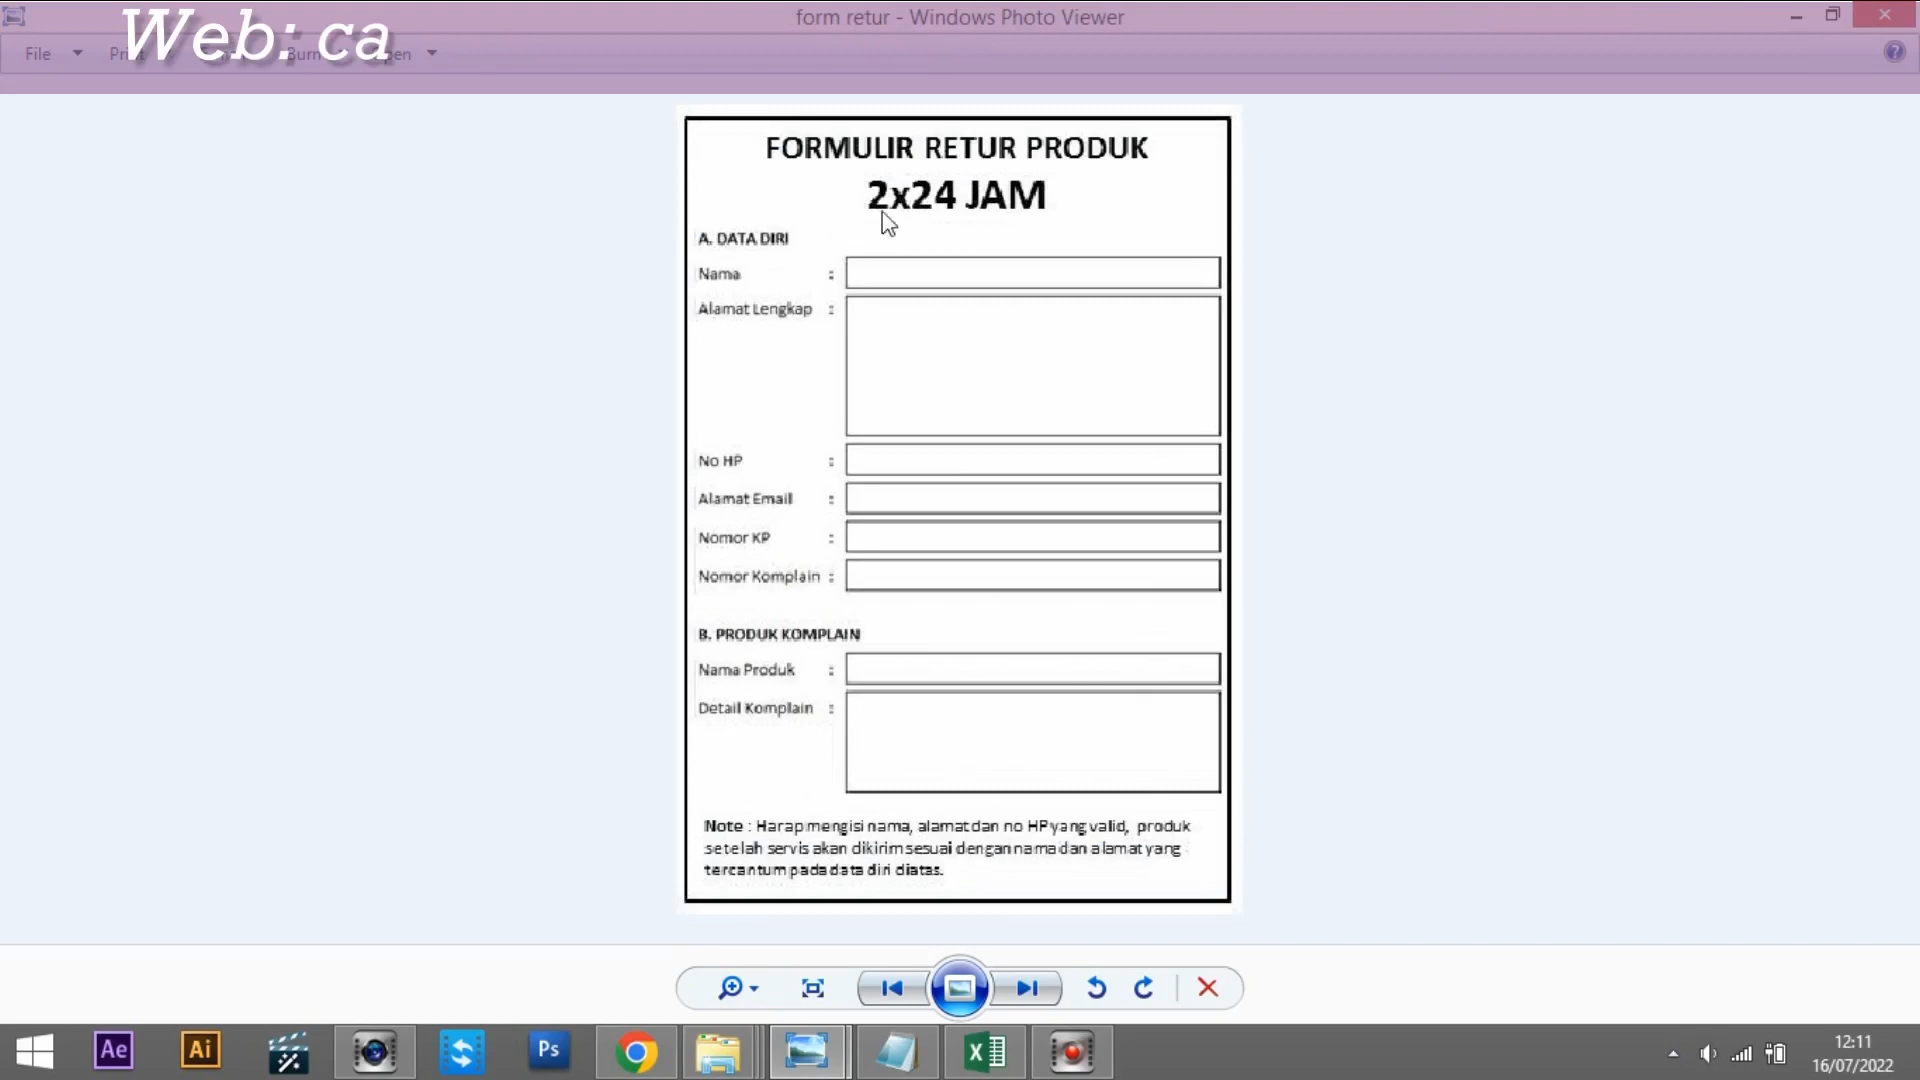 form retur - Windows Photo Viewer
Web: ca
File
Burn
FORMULIR RETUR PRODUK
2x24 JAM
A. DATA DIRI
Nama :
Alamat Lengkap :
No HP :
Alamat Email :
Nomor KP :
Nomor Komplain :
B. PRODUK KOMPLAIN
Nama Produk :
Detail Komplain :
Note : Harap mengisi nama, alamat dan no HP yang valid, produk
setelah servis akan dikirim sesuai dengan nama dan alamat yang
tercantum pada data diri diatas.
Ae
Ai
Ps
12:11
16/07/2022